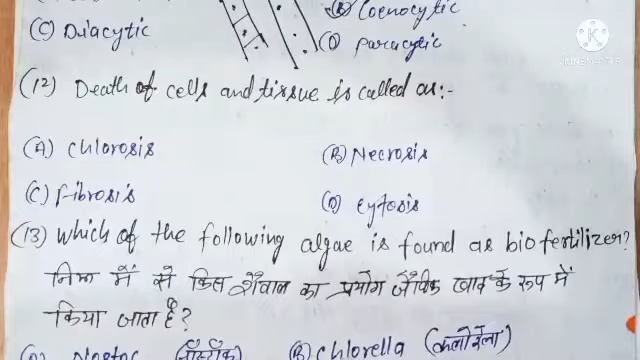 (B) Coenocytic
(C) Diacytic
(D) paracytic
(12) Death of cells and tissue is called as:-
(A) Chlorosis
(B) Necrosis
(C) Fibrosis
(D) Cytosis
(13) Which of the following algae is found as biofertilizer?
निम्न में से किस शैवाल का प्रयोग जैविक खाद के रूप में
किया जाता है?
(A) Nostoc (नॉस्टॉक)
(B) Chlorella (क्लोरेला)
K
KINEMASTER